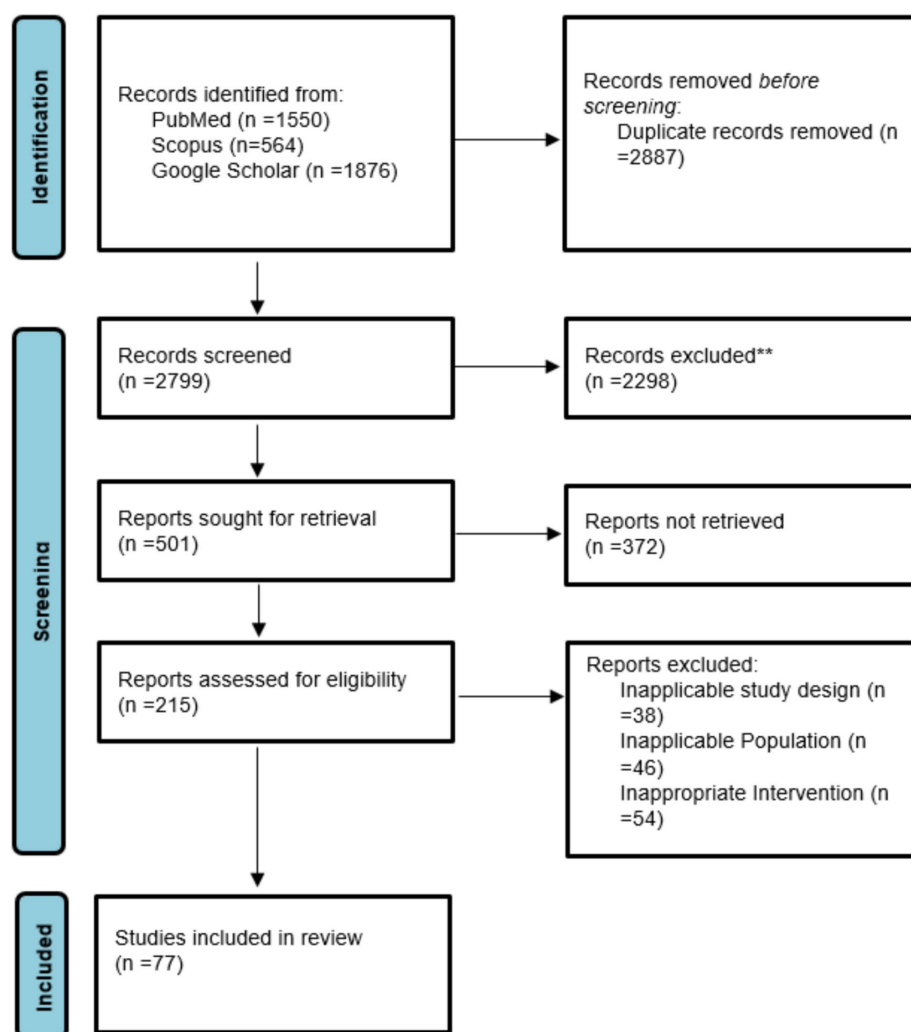 Identification
Records identified from:
PubMed (n =1550)
Scopus (n=564)
Google Scholar (n =1876)
Records removed before
screening:
Duplicate records removed (n
=2887)
Screening
Records screened
(n =2799)
Records excluded**
(n =2298)
Reports sought for retrieval
(n =501)
Reports not retrieved
(n =372)
Reports assessed for eligibility
(n =215)
Reports excluded:
Inapplicable study design (n
=38)
Inapplicable Population (n
=46)
Inappropriate Intervention (n
=54)
Included
Studies included in review
(n =77)